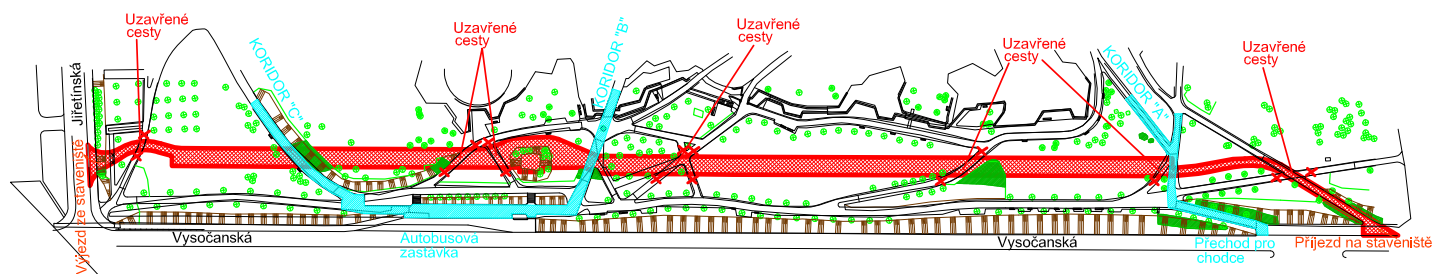 Uzavřené
cesty
Uzavřené
cesty
Uzavřené
cesty
Uzavřené
cesty
Uzavřené
cesty
KORIDOR "C"
KORIDOR "B"
KORIDOR "A"
Jiřetínská
Výjezd ze staveniště
Vysočanská
Autobusová
zastávka
Vysočanská
Přechod pro
chodce
Příjezd na staveniště